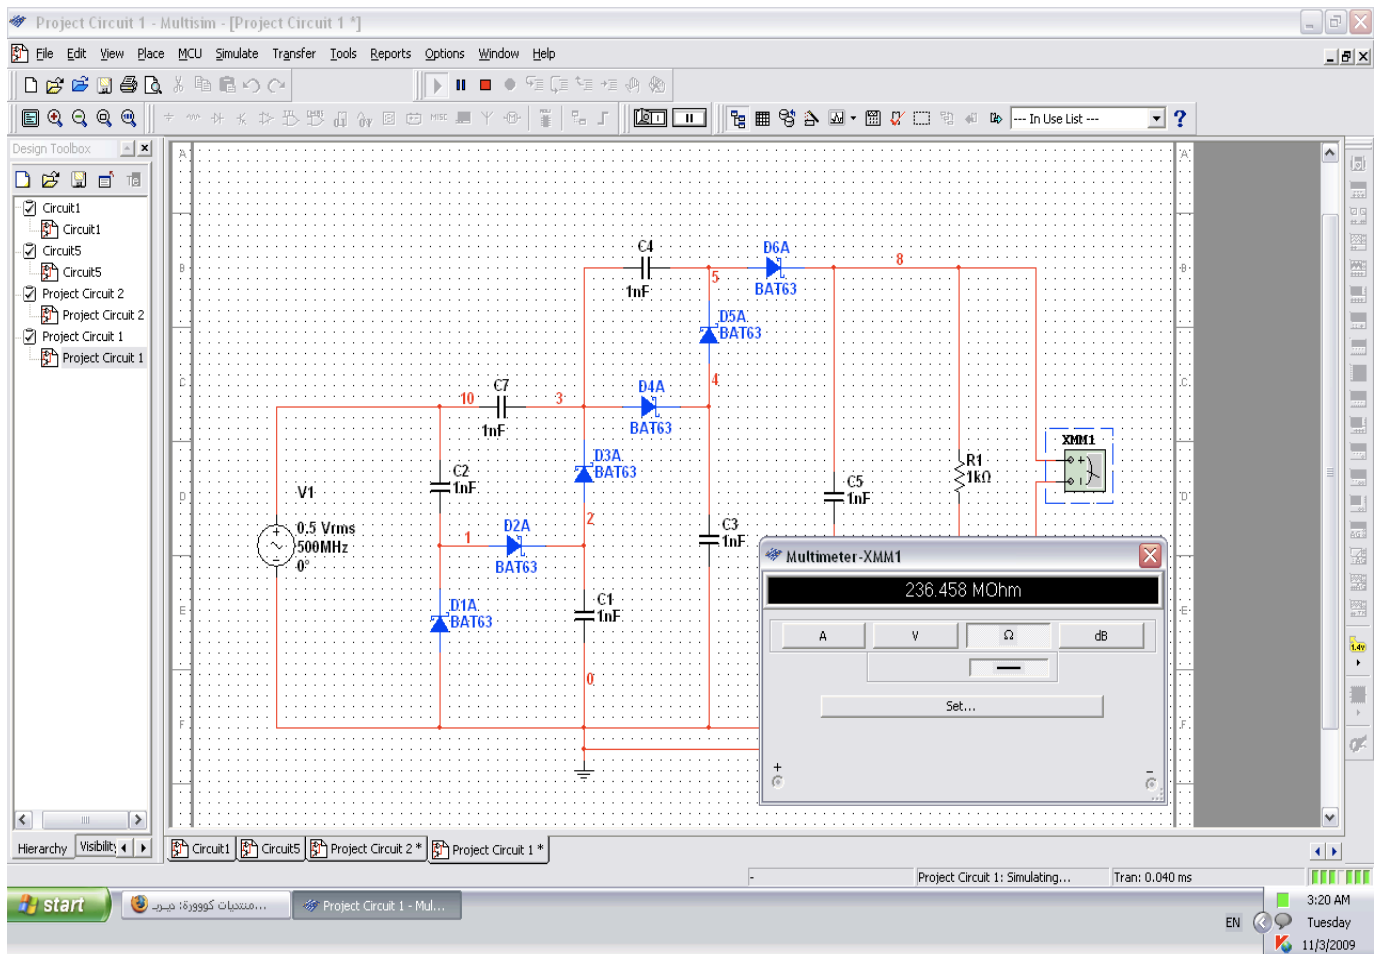 Project Circuit 1 - Multisim - [Project Circuit 1 *]
File Edit View Place MCU Simulate Transfer Tools Reports Options Window Help
--- In Use List ---
Design Toolbox
Circuit1
Circuit1
Circuit5
Circuit5
Project Circuit 2
Project Circuit 2
Project Circuit 1
Project Circuit 1
Hierarchy Visibility
A A
B B
C C
D D
E E
F F
C4
1nF
5
D6A
BAT63
8
D5A
BAT63
4
10
C7
1nF
3
D4A
BAT63
D3A
BAT63
C2
1nF
V1
0.5 Vrms
500MHz
0°
1
D2A
BAT63
2
D1A
BAT63
C1
1nF
0
C3
1nF
C5
1nF
R1
1kΩ
XMM1
Multimeter-XMM1
236.458 MOhm
A V Ω dB
Set...
+ -
1.4v
Circuit1 Circuit5 Project Circuit 2 * Project Circuit 1 *
- Project Circuit 1: Simulating... Tran: 0.040 ms
start
منتديات كووورة: ديربـ...
Project Circuit 1 - Mul...
EN
3:20 AM
Tuesday
11/3/2009